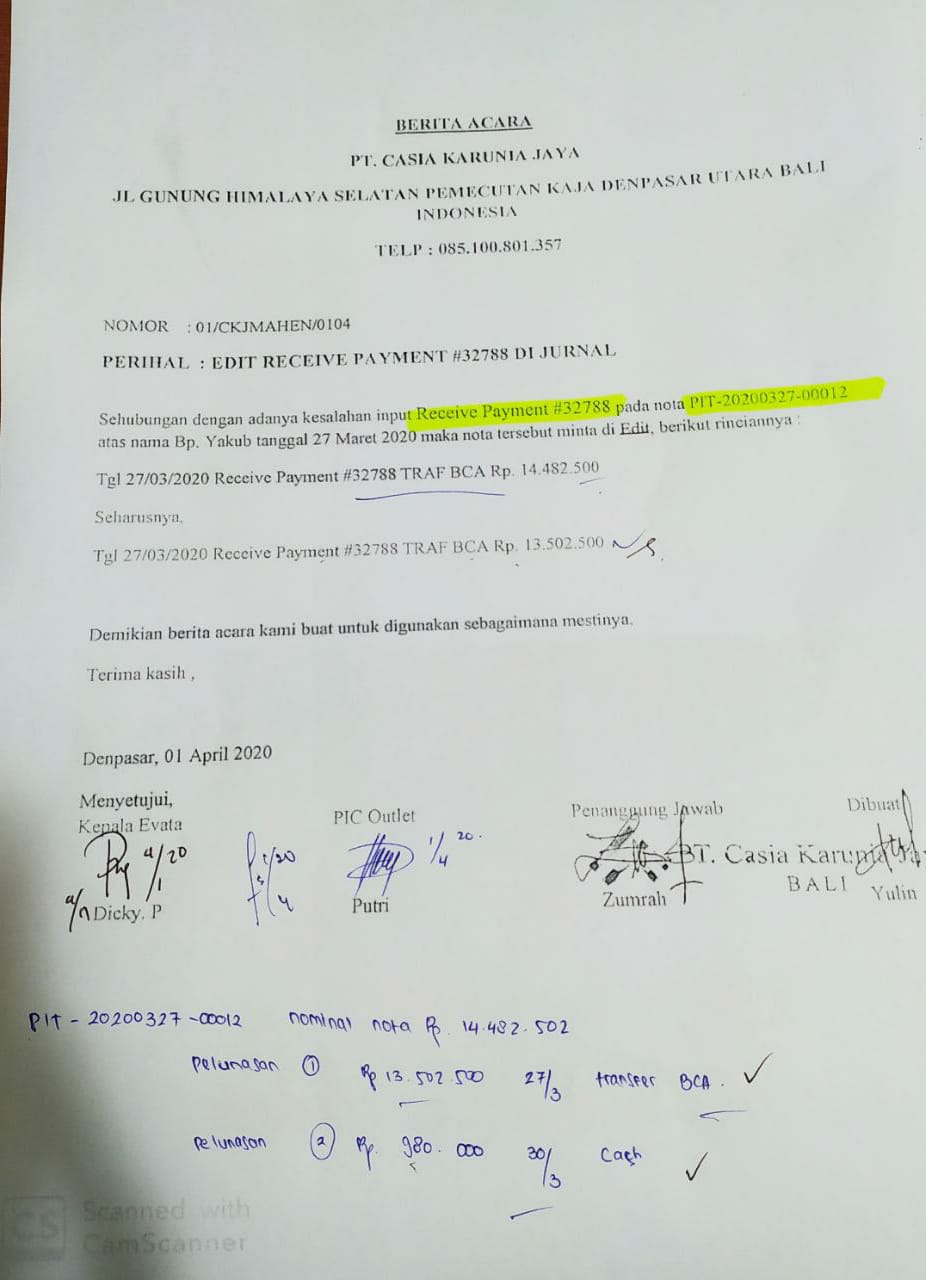 BERITA ACARA
PT. CASIA KARUNIA JAYA
JL GUNUNG HIMALAYA SELATAN PEMECUTAN KAJA DENPASAR UTARA BALI
INDONESIA
TELP : 085.100.801.357
NOMOR : 01/CKJMAHEN/0104
PERIHAL : EDIT RECEIVE PAYMENT #32788 DI JURNAL
Sehubungan dengan adanya kesalahan input Receive Payment #32788 pada nota PIT-20200327-00012
atas nama Bp. Yakub tanggal 27 Maret 2020 maka nota tersebut minta di Edit, berikut rinciannya :
Tgl 27/03/2020 Receive Payment #32788 TRAF BCA Rp. 14.482.500
Seharusnya,
Tgl 27/03/2020 Receive Payment #32788 TRAF BCA Rp. 13.502.500
Demikian berita acara kami buat untuk digunakan sebagaimana mestinya.
Terima kasih ,
Denpasar, 01 April 2020
Menyetujui,
Kepala Evata PIC Outlet Penanggung Jawab Dibuat
1/4 20.
PT. Casia Karunia
BALI
Dicky. P Putri Zumrah Yulin
PIT - 20200327 -00012 nominal nota Rp. 14.482.502
pelunasan 1 Rp 13.502.500 27/3 transfer BCA. ✓
pelunasan 2 Rp. 980.000 30/3 Cash ✓
CS Scanned with
CamScanner